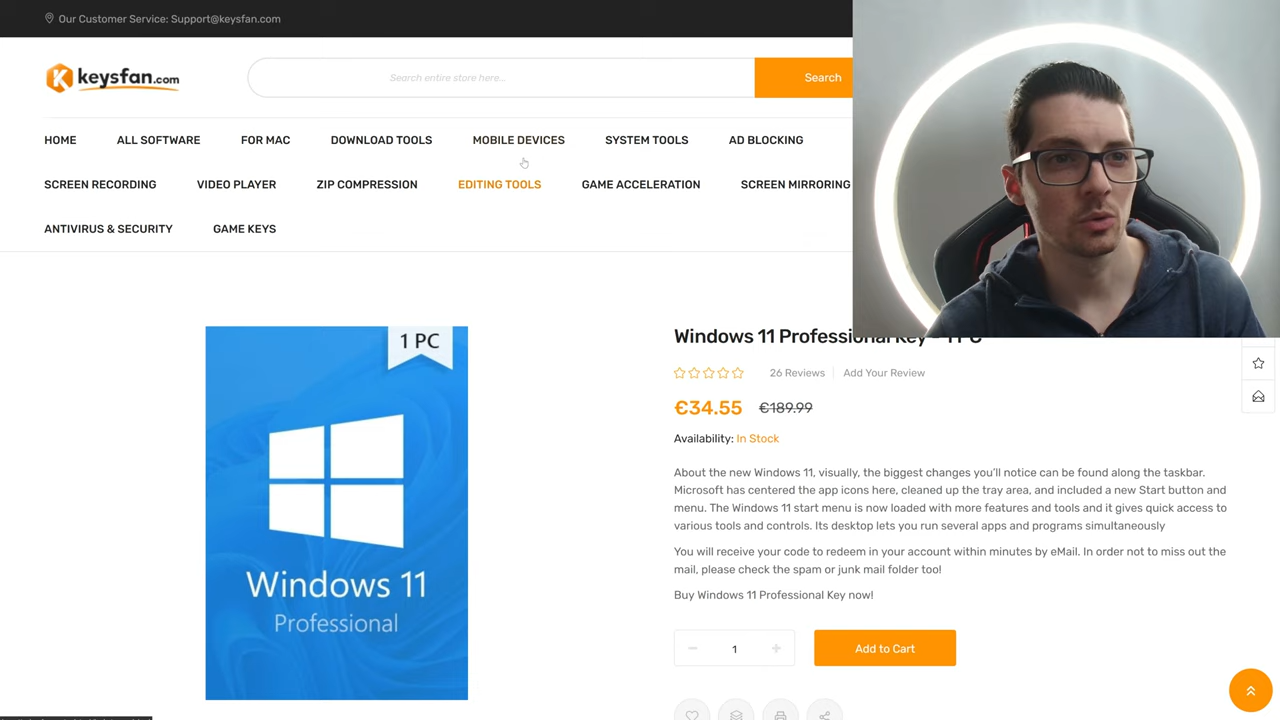 Our Customer Service: Support@keysfan.com
keysfan.com
Search entire store here...
Search
HOME
ALL SOFTWARE
FOR MAC
DOWNLOAD TOOLS
MOBILE DEVICES
SYSTEM TOOLS
AD BLOCKING
SCREEN RECORDING
VIDEO PLAYER
ZIP COMPRESSION
EDITING TOOLS
GAME ACCELERATION
SCREEN MIRRORING
ANTIVIRUS & SECURITY
GAME KEYS
1 PC
Windows 11
Professional
Windows 11 Professional Key - 1 PC
26 Reviews
Add Your Review
€34.55
€189.99
Availability: In Stock
About the new Windows 11, visually, the biggest changes you'll notice can be found along the taskbar.
Microsoft has centered the app icons here, cleaned up the tray area, and included a new Start button and
menu. The Windows 11 start menu is now loaded with more features and tools and it gives quick access to
various tools and controls. Its desktop lets you run several apps and programs simultaneously
You will receive your code to redeem in your account within minutes by eMail. In order not to miss out the
mail, please check the spam or junk mail folder too!
Buy Windows 11 Professional Key now!
1
Add to Cart